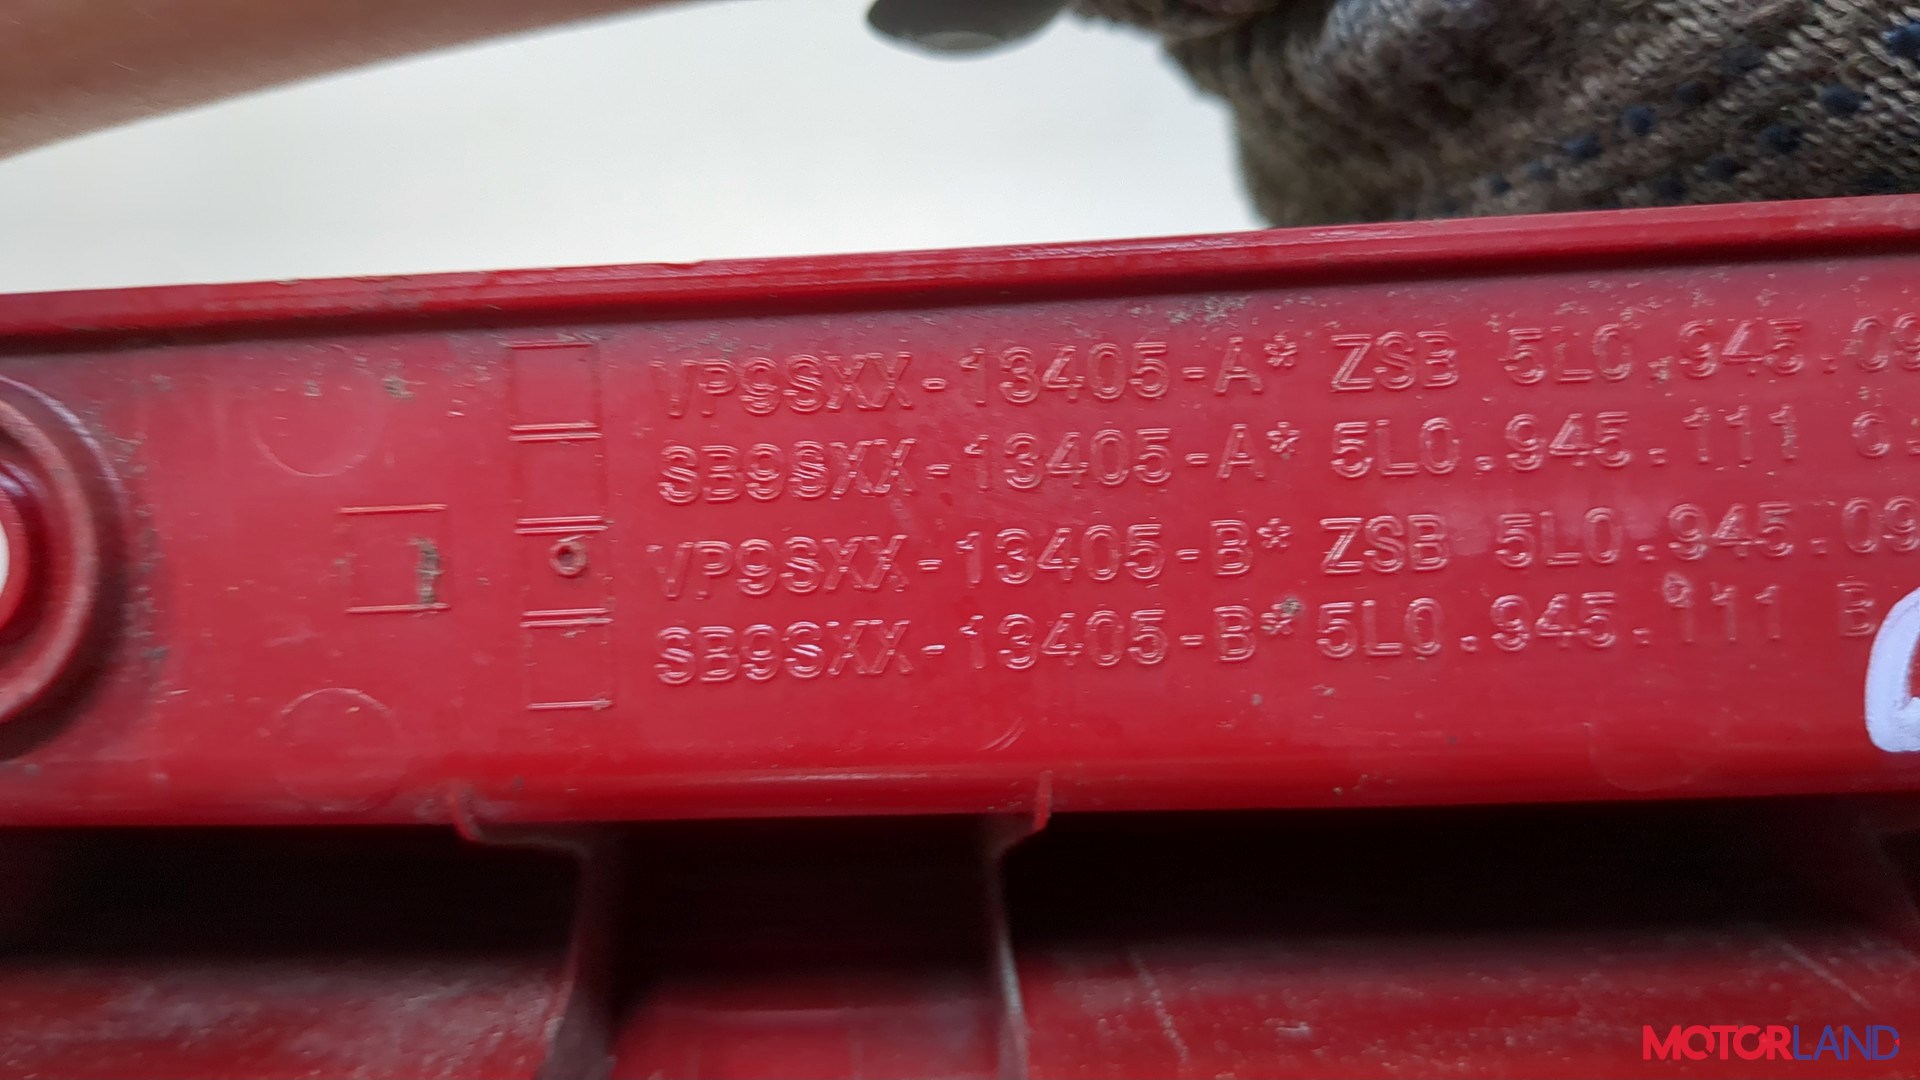 VP9SXX-13405-A* ZSB 5L0.945.09
SB9SXX-13405-A* 5L0.945.111
VP9SXX-13405-B* ZSB 5L0.945.09
SB9SXX-13405-B* 5L0.945.111 B
MOTORLAND